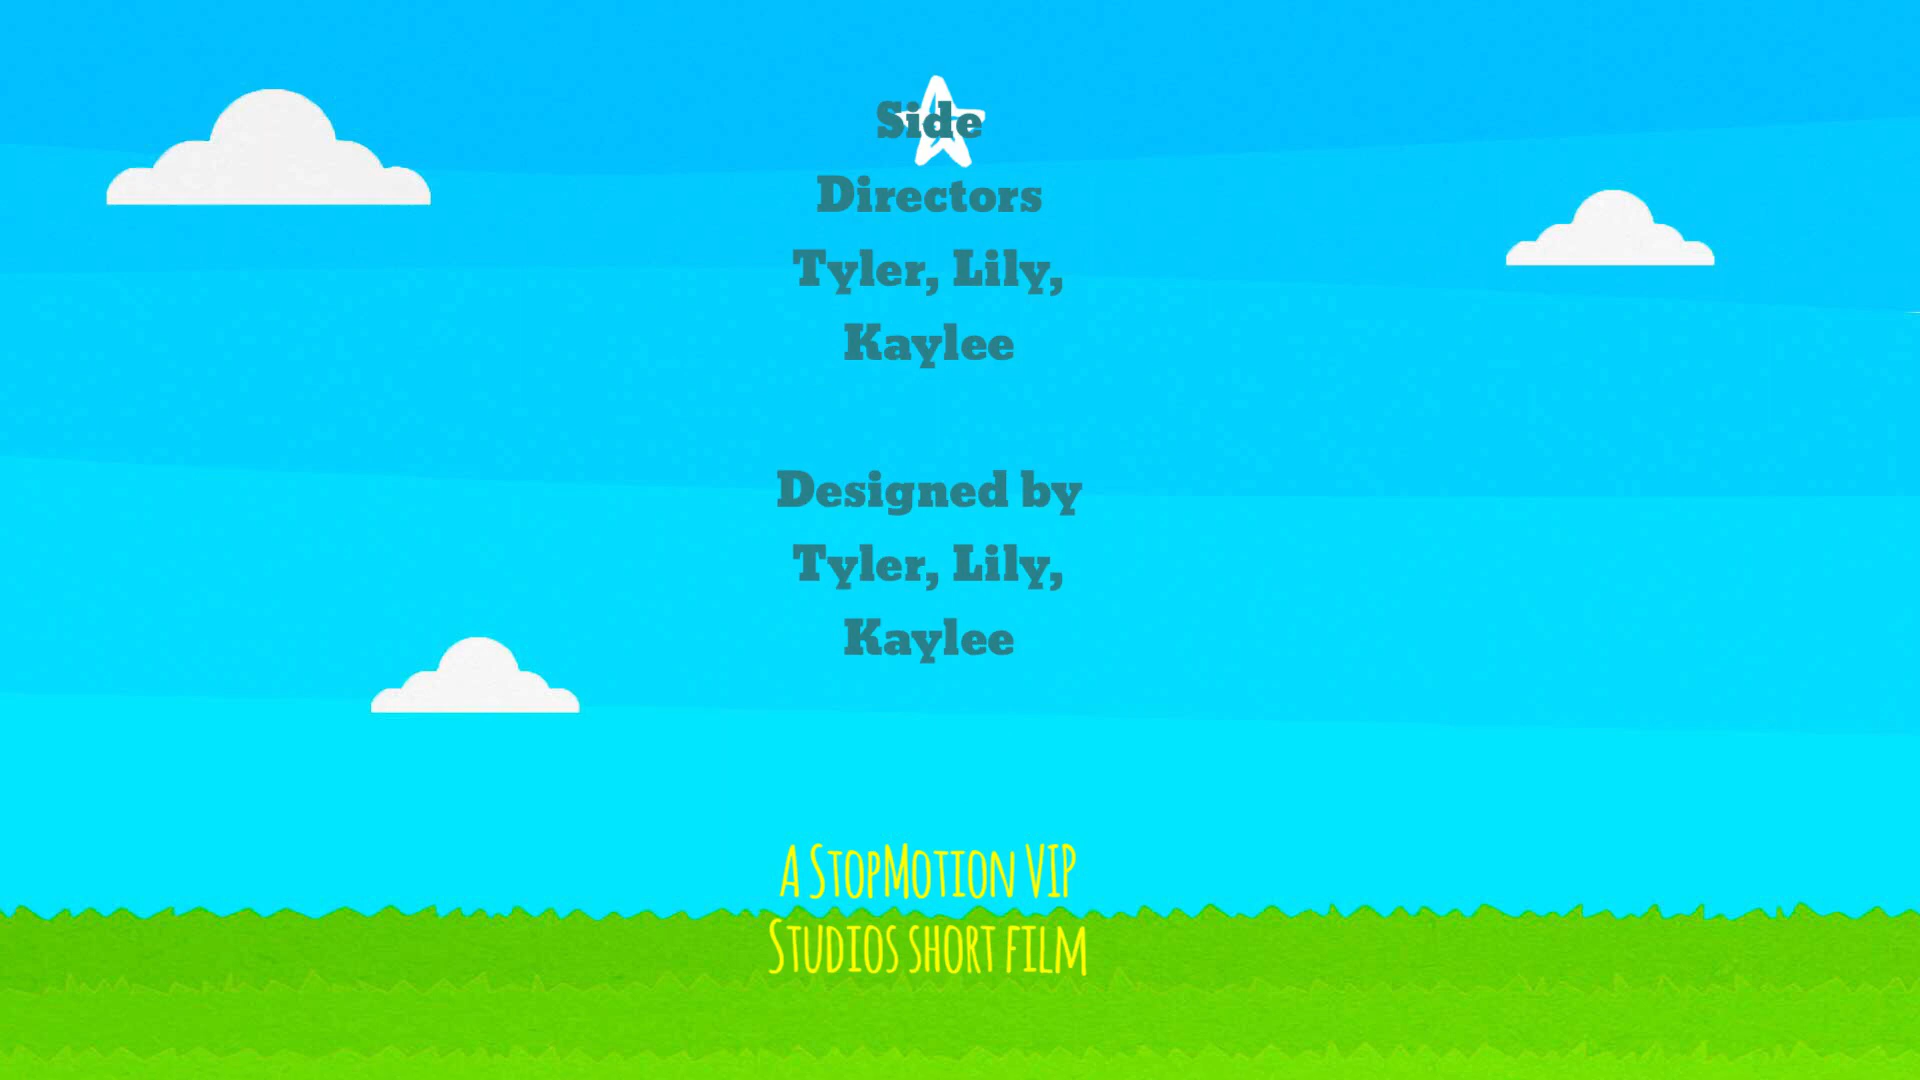 Side
Directors
Tyler, Lily,
Kaylee
Designed by
Tyler, Lily,
Kaylee
A StopMotion VIP
Studios short film